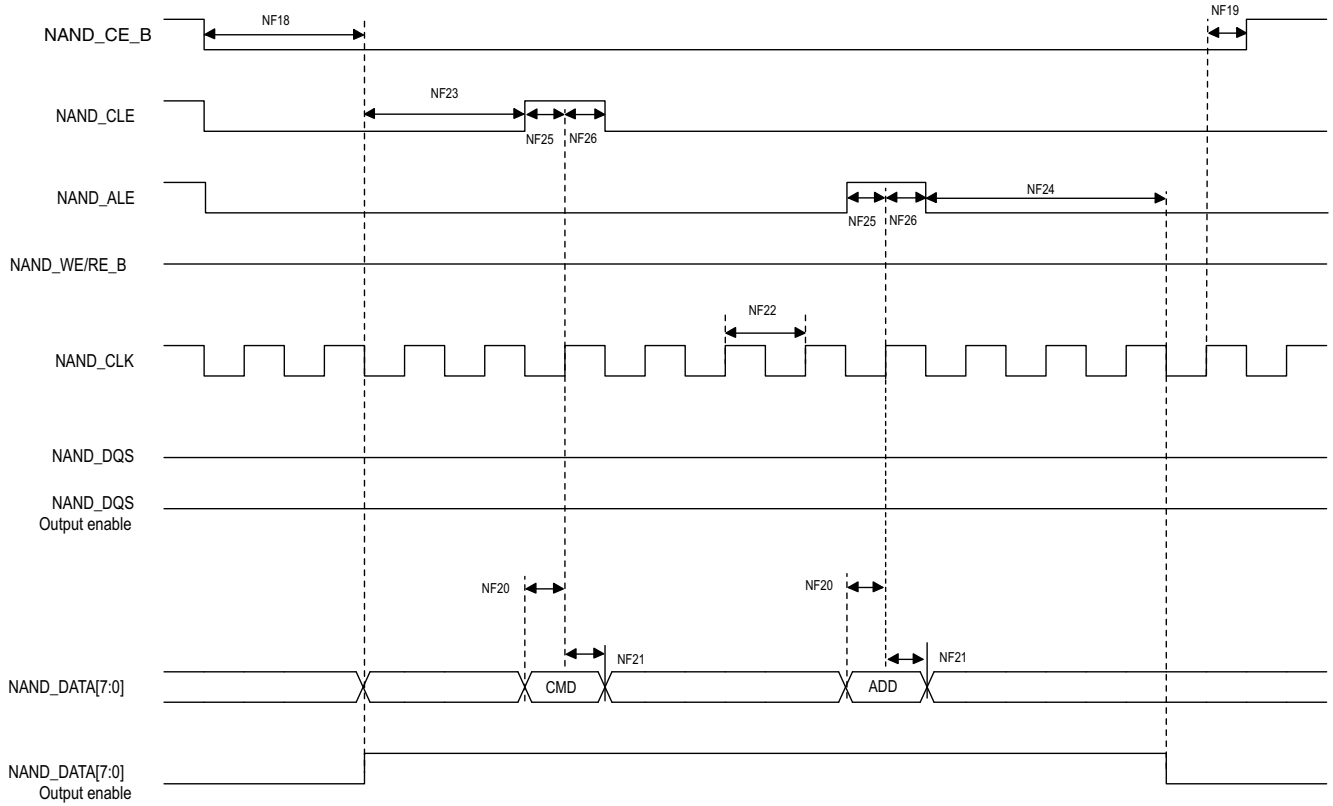 NF18
NF19
NAND_CE_B
NF23
NAND_CLE
NF25
NF26
NF24
NAND_ALE
NF25
NF26
NAND_WE/RE_B
NF22
NAND_CLK
NAND_DQS
NAND_DQS
Output enable
NF20
NF20
NF21
NF21
NAND_DATA[7:0]
CMD
ADD
NAND_DATA[7:0]
Output enable